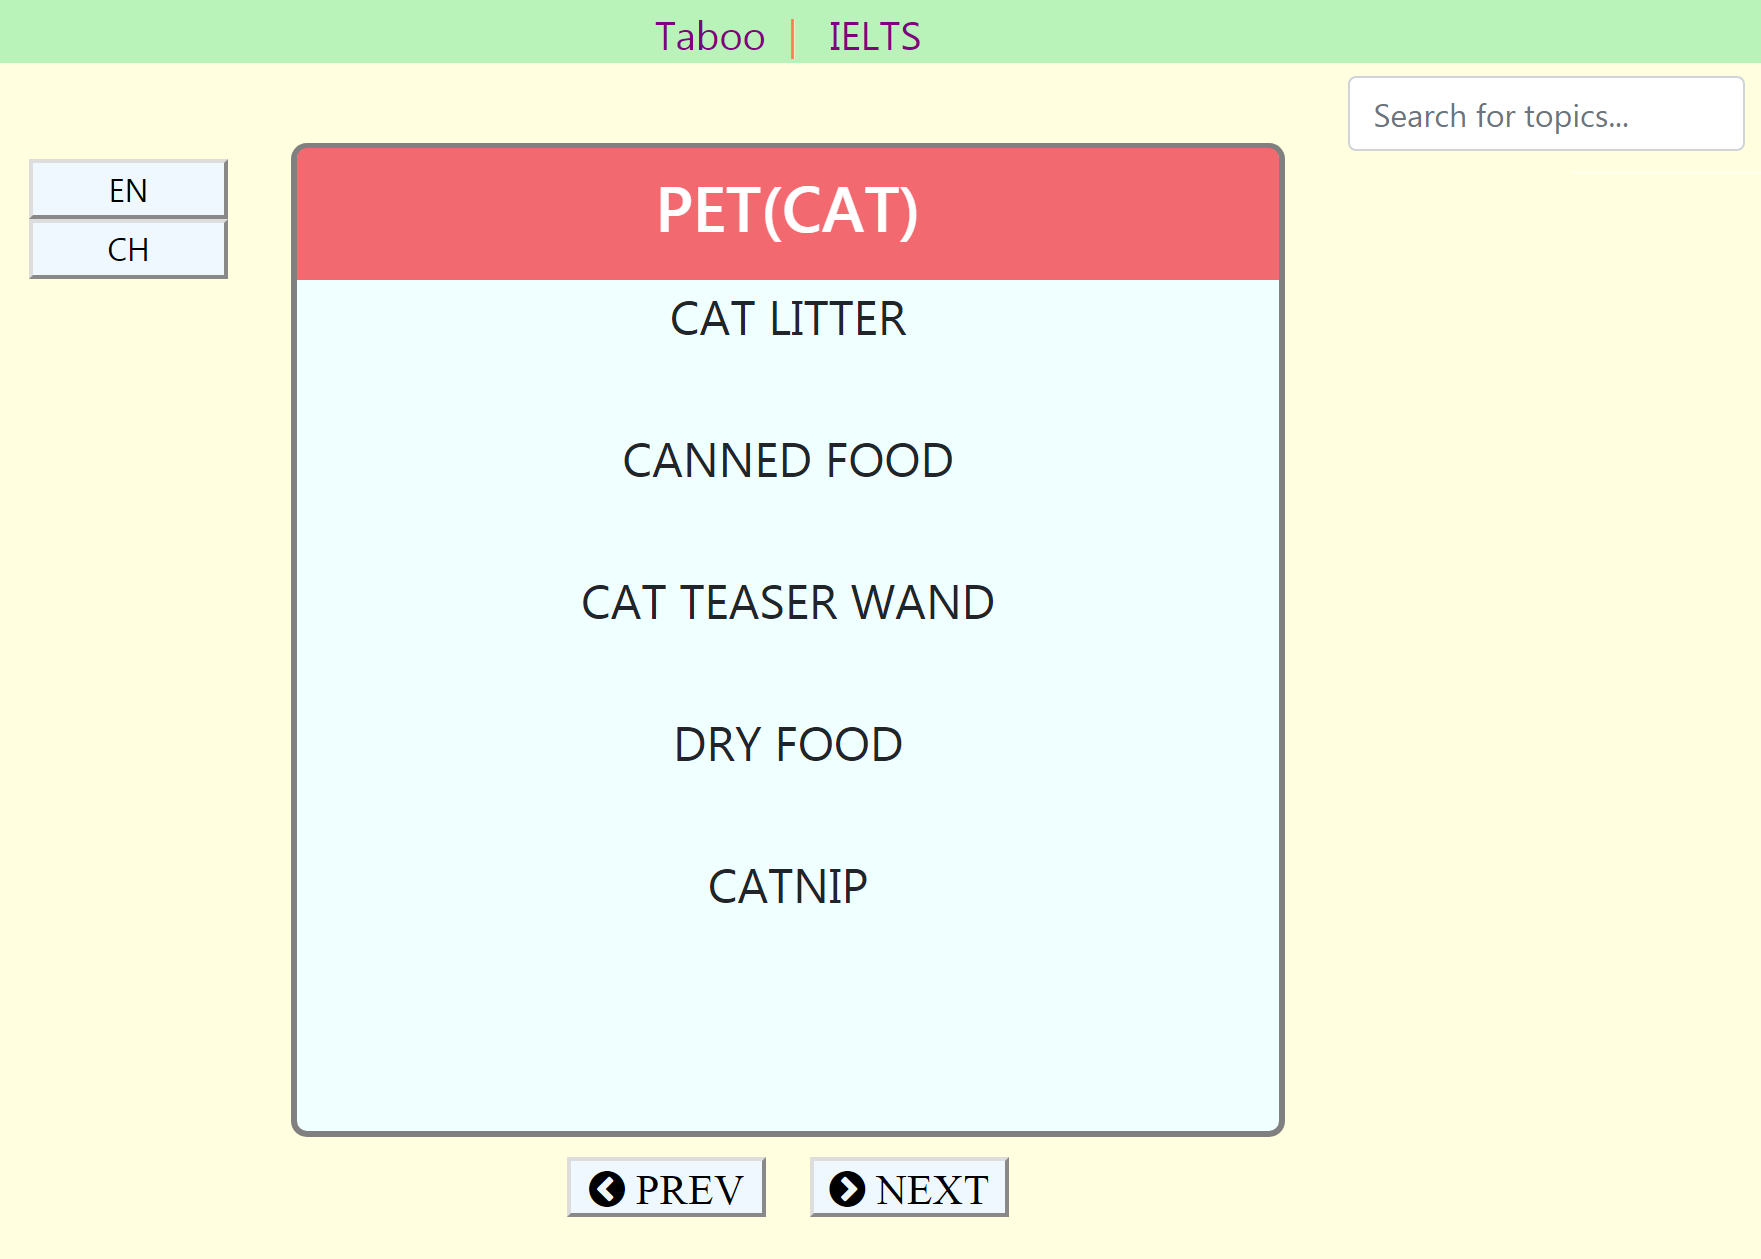 Taboo | IELTS
Search for topics...
EN
CH
PET(CAT)
CAT LITTER
CANNED FOOD
CAT TEASER WAND
DRY FOOD
CATNIP
PREV NEXT